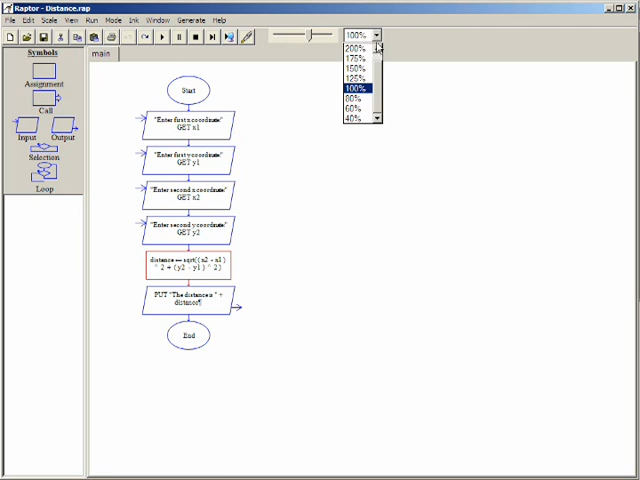 Raptor - Distance.rap
File Edit Scale View Run Mode Ink Window Generate Help
100%
main
Symbols
Assignment
Call
Input Output
Selection
Loop
200%
175%
150%
125%
100%
80%
60%
40%
Start
"Enter first x coordinate"
GET x1
"Enter first y coordinate"
GET y1
"Enter second x coordinate"
GET x2
"Enter second y coordinate"
GET y2
distance ← sqrt((x2 - x1)
^ 2 + (y2 - y1) ^ 2)
PUT "The distance is " +
distance¶
End